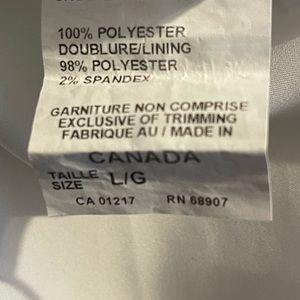 100% POLYESTER
DOUBLURE/LINING
98% POLYESTER
2% SPANDEX
GARNITURE NON COMPRISE
EXCLUSIVE OF TRIMMING
FABRIQUE AU / MADE IN
CANADA
TAILLE
SIZE L/G
CA 01217 RN 68907